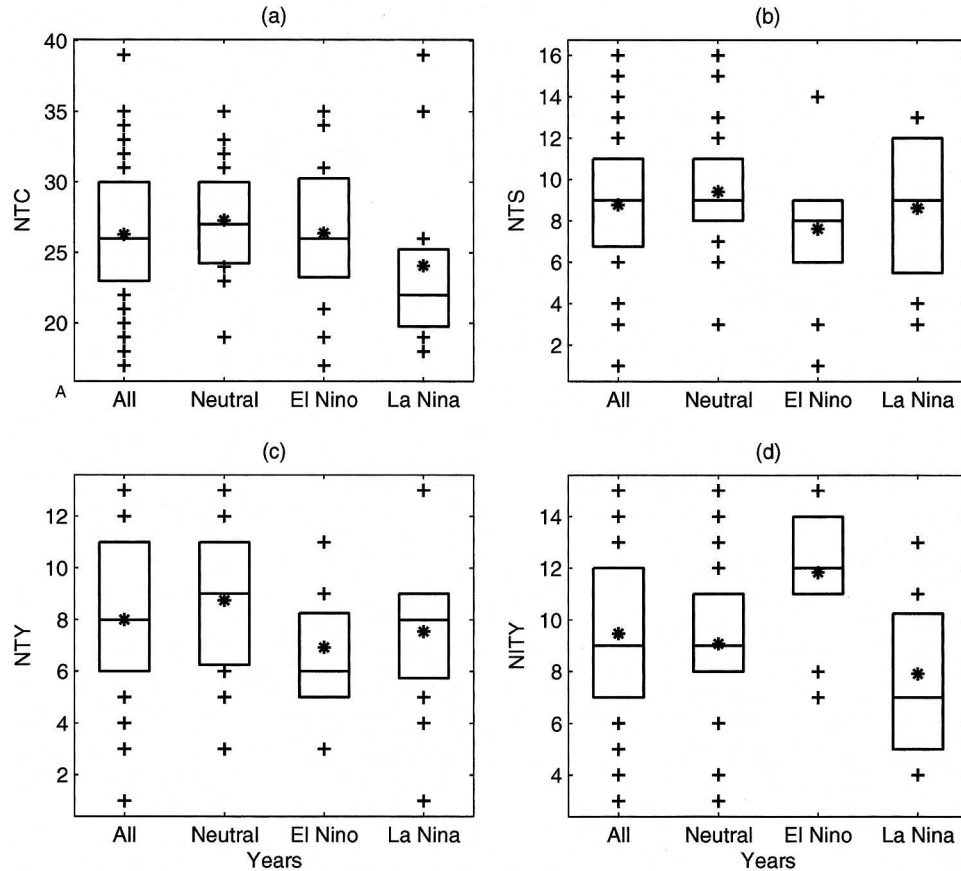 (a)
40
35
30
25
20
NTC
A
All Neutral El Nino La Nina
(b)
16
14
12
10
8
6
4
2
NTS
All Neutral El Nino La Nina
(c)
12
10
8
6
4
2
NTY
All Neutral El Nino La Nina
Years
(d)
14
12
10
8
6
4
NITY
All Neutral El Nino La Nina
Years